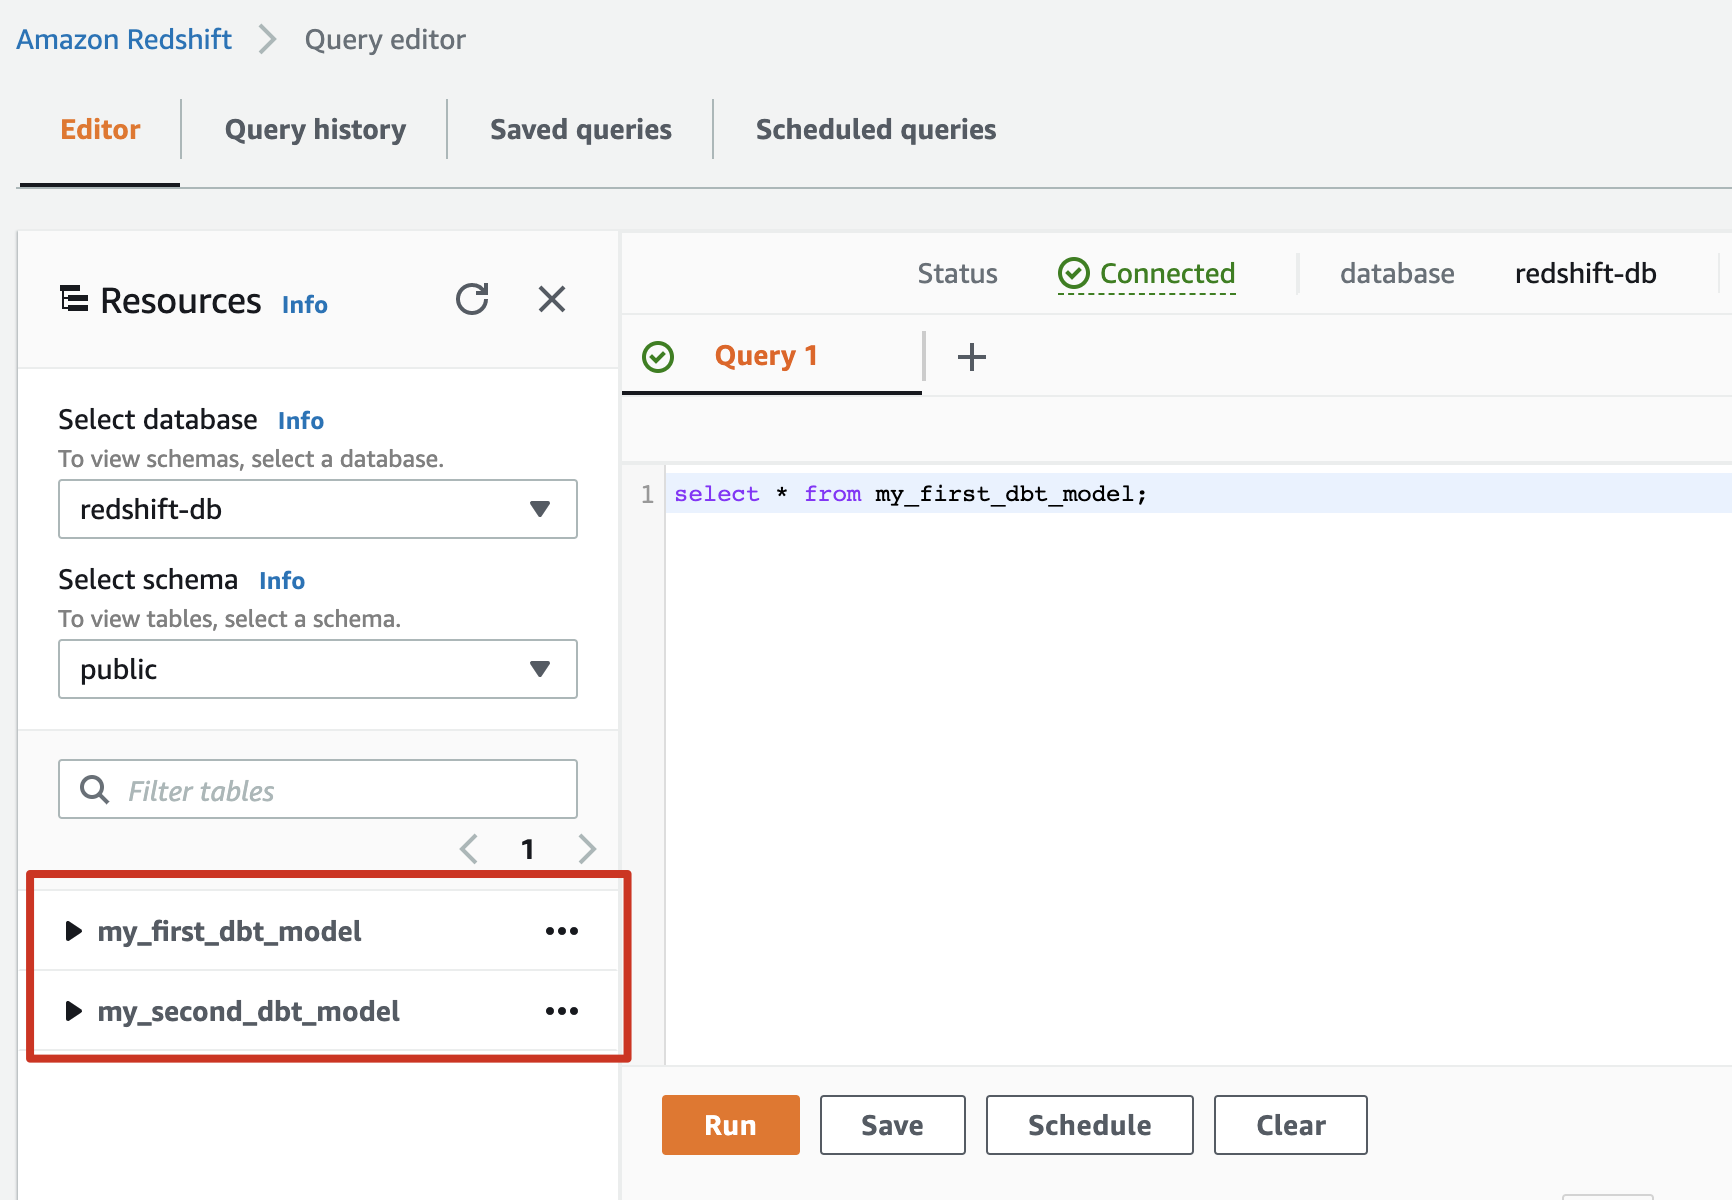 Amazon Redshift > Query editor
Editor Query history Saved queries Scheduled queries
Resources Info
Select database Info
To view schemas, select a database.
redshift-db
Select schema Info
To view tables, select a schema.
public
Filter tables
1
my_first_dbt_model
my_second_dbt_model
Status Connected database redshift-db
Query 1
1 select * from my_first_dbt_model;
Run Save Schedule Clear